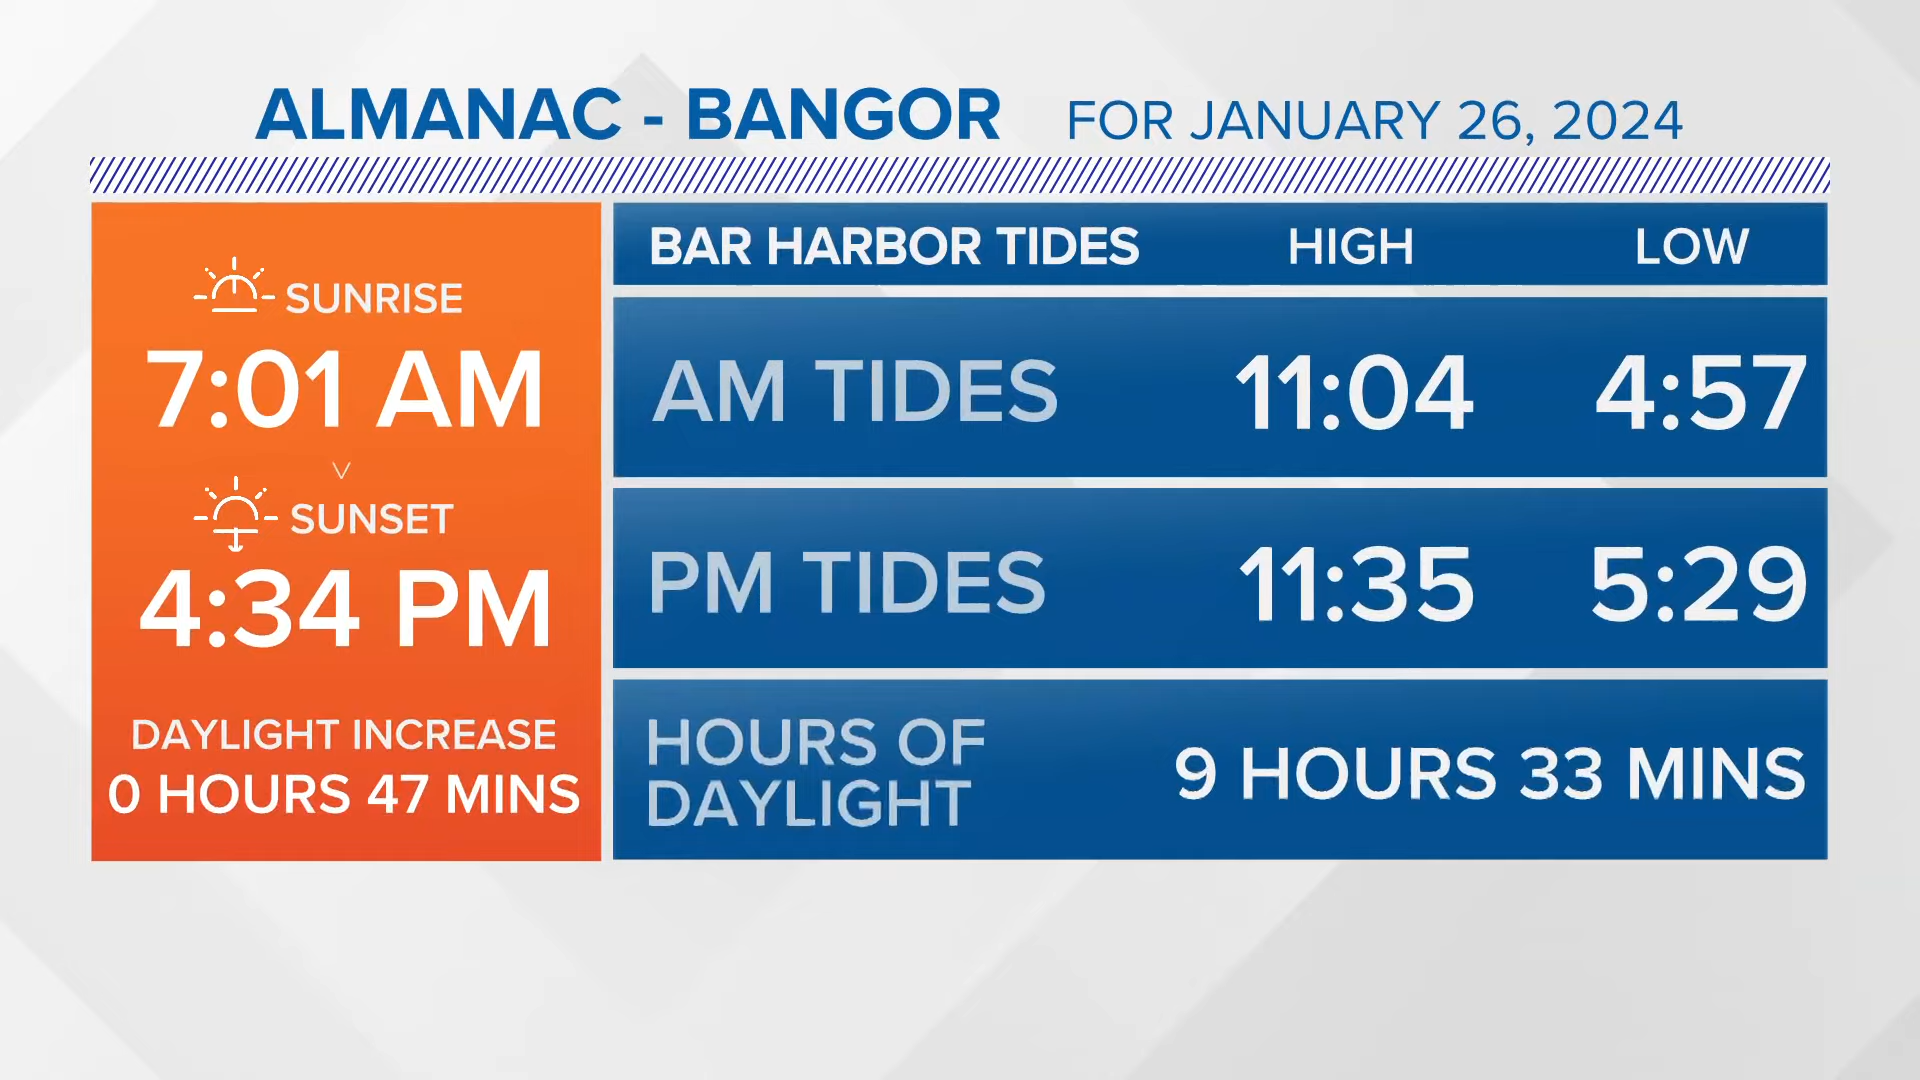 ALMANAC - BANGOR FOR JANUARY 26, 2024
SUNRISE
7:01 AM
SUNSET
4:34 PM
DAYLIGHT INCREASE
0 HOURS 47 MINS
BAR HARBOR TIDES HIGH LOW
AM TIDES 11:04 4:57
PM TIDES 11:35 5:29
HOURS OF
DAYLIGHT
9 HOURS 33 MINS